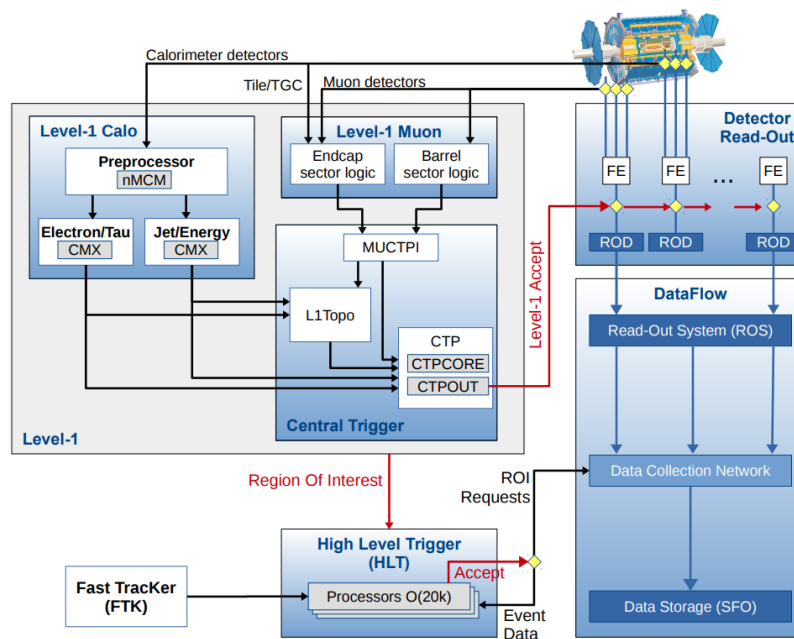 Calorimeter detectors
Tile/TGC
Muon detectors
Level-1 Calo
Preprocessor
nMCM
Electron/Tau
CMX
Jet/Energy
CMX
Level-1 Muon
Endcap
sector logic
Barrel
sector logic
MUCTPI
L1Topo
CTP
CTPCORE
CTPOUT
Central Trigger
Level-1
Level-1 Accept
Detector
Read-Out
FE
FE
...
FE
ROD
ROD
ROD
DataFlow
Read-Out System (ROS)
Data Collection Network
Data Storage (SFO)
Region Of Interest
ROI
Requests
High Level Trigger
(HLT)
Accept
Processors O(20k)
Event
Data
Fast TracKer
(FTK)